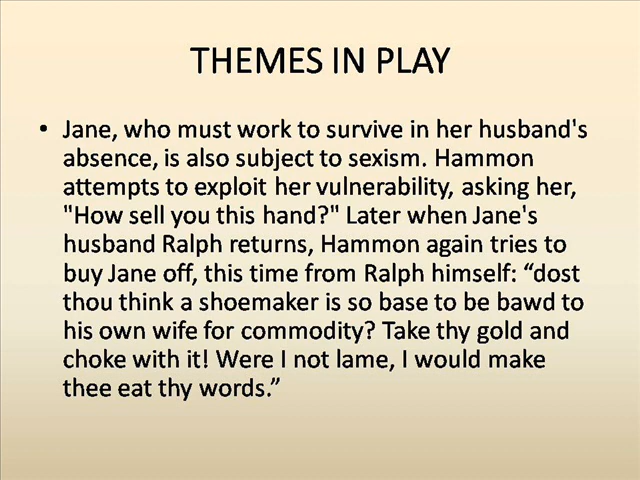 THEMES IN PLAY
• Jane, who must work to survive in her husband's
absence, is also subject to sexism. Hammon
attempts to exploit her vulnerability, asking her,
"How sell you this hand?" Later when Jane's
husband Ralph returns, Hammon again tries to
buy Jane off, this time from Ralph himself: “dost
thou think a shoemaker is so base to be bawd to
his own wife for commodity? Take thy gold and
choke with it! Were I not lame, I would make
thee eat thy words.”